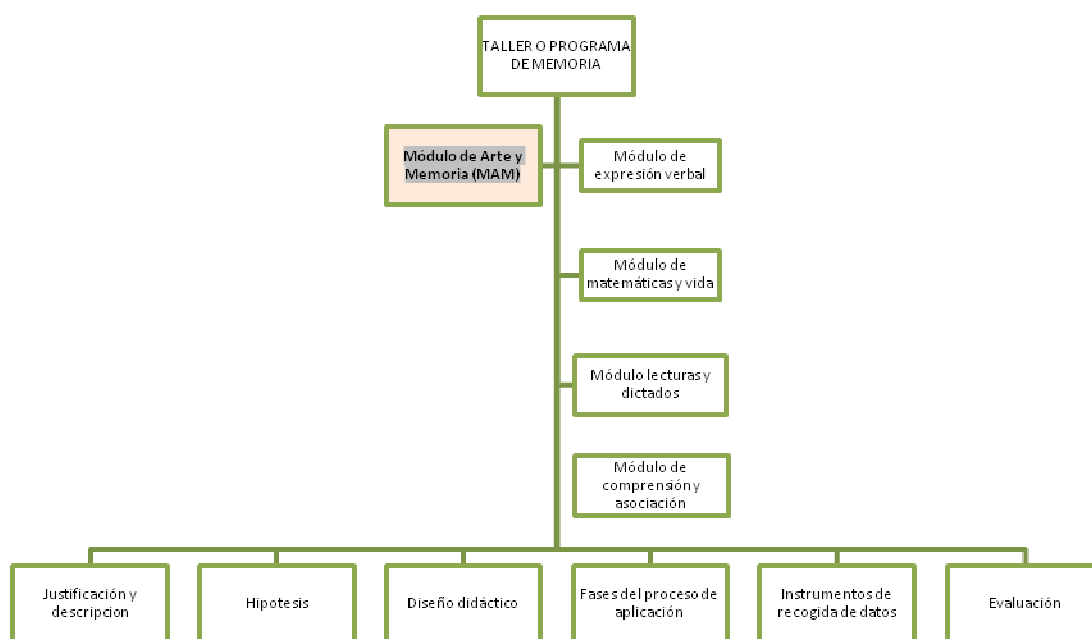 TALLER O PROGRAMA
DE MEMORIA
Módulo de Arte y
Memoria (MAM)
Módulo de
expresión verbal
Módulo de
matemáticas y vida
Módulo lecturas y
dictados
Módulo de
comprensión y
asociación
Justificación y
descripcion
Hipotesis
Diseño didáctico
Fases del proceso de
aplicación
Instrumentos de
recogida de datos
Evaluación